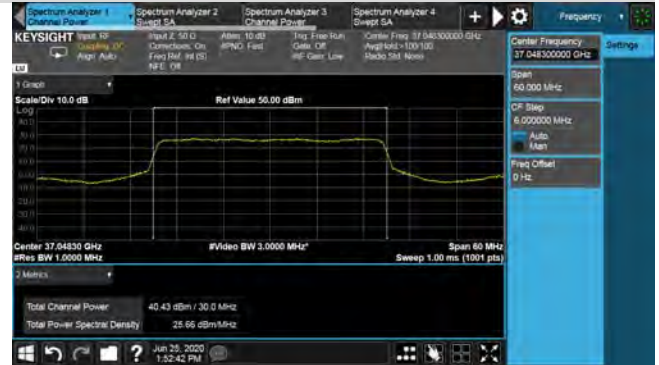 Spectrum Analyzer 1
Channel Power
Spectrum Analyzer 2
Swept SA
Spectrum Analyzer 3
Channel Power
Spectrum Analyzer 4
Swept SA
+
Frequency
KEYSIGHT Input: RF
Coupling: DC
Align: Auto
Input Z: 50 Ω
Corrections: On
Freq Ref: Int (S)
NFE: Off
Atten: 10 dB
#PNO: Fast
Trig: Free Run
Gate: Off
#IF Gain: Low
Center Freq: 37.048300000 GHz
Avg|Hold:>100/100
Radio Std: None
Center Frequency
37.048300000 GHz
Settings
Span
60.000 MHz
CF Step
6.000000 MHz
Auto
Man
Freq Offset
0 Hz
1 Graph
Scale/Div 10.0 dB
Ref Value 50.00 dBm
Log
Center 37.04830 GHz
#Video BW 3.0000 MHz*
Span 60 MHz
#Res BW 1.0000 MHz
Sweep 1.00 ms (1001 pts)
2 Metrics
Total Channel Power 40.43 dBm / 30.0 MHz
Total Power Spectral Density 25.66 dBm/MHz
? Jun 25, 2020
1:52:42 PM